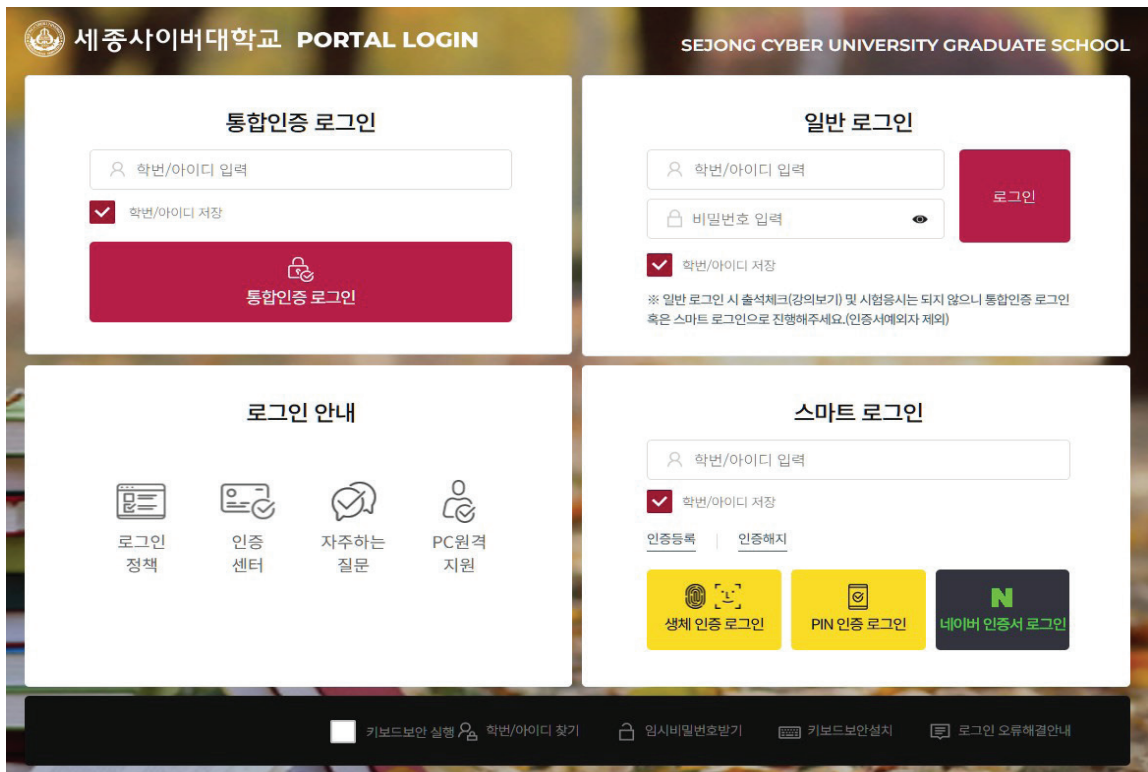 세종사이버대학교 PORTAL LOGIN
SEJONG CYBER UNIVERSITY GRADUATE SCHOOL
통합인증 로그인
학번/아이디 입력
학번/아이디 저장
통합인증 로그인
일반 로그인
학번/아이디 입력
비밀번호 입력
로그인
학번/아이디 저장
※ 일반 로그인 시 출석체크(강의보기) 및 시험응시는 되지 않으니 통합인증 로그인
혹은 스마트 로그인으로 진행해주세요.(인증서예외자 제외)
로그인 안내
로그인
정책
인증
센터
자주하는
질문
PC원격
지원
스마트 로그인
학번/아이디 입력
학번/아이디 저장
인증등록
인증해지
생체 인증 로그인
PIN 인증 로그인
N
네이버 인증서 로그인
키보드보안 실행
학번/아이디 찾기
임시비밀번호받기
키보드보안설치
로그인 오류해결안내